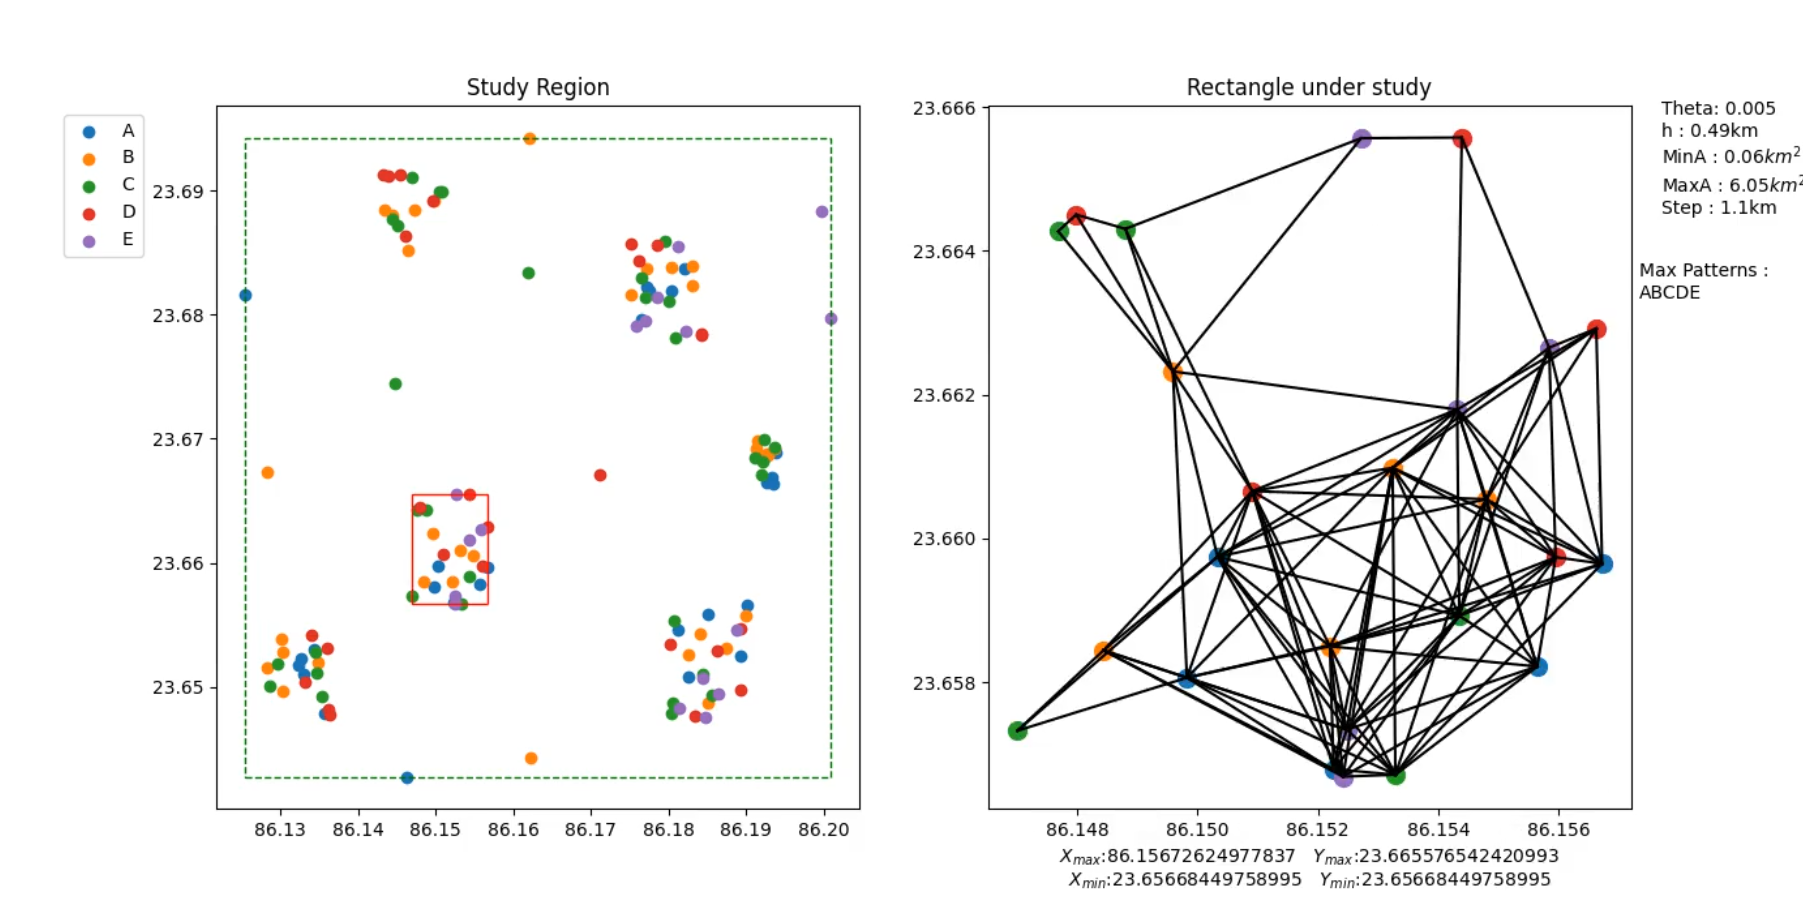 Study Region
A
B
C
D
E
23.69
23.68
23.67
23.66
23.65
86.13 86.14 86.15 86.16 86.17 86.18 86.19 86.20
Rectangle under study
23.666
23.664
23.662
23.660
23.658
86.148 86.150 86.152 86.154 86.156
X_max:86.15672624977837 Y_max:23.665576542420993
X_min:23.65668449758995 Y_min:23.65668449758995
Theta: 0.005
h : 0.49km
MinA : 0.06km²
MaxA : 6.05km²
Step : 1.1km
Max Patterns :
ABCDE